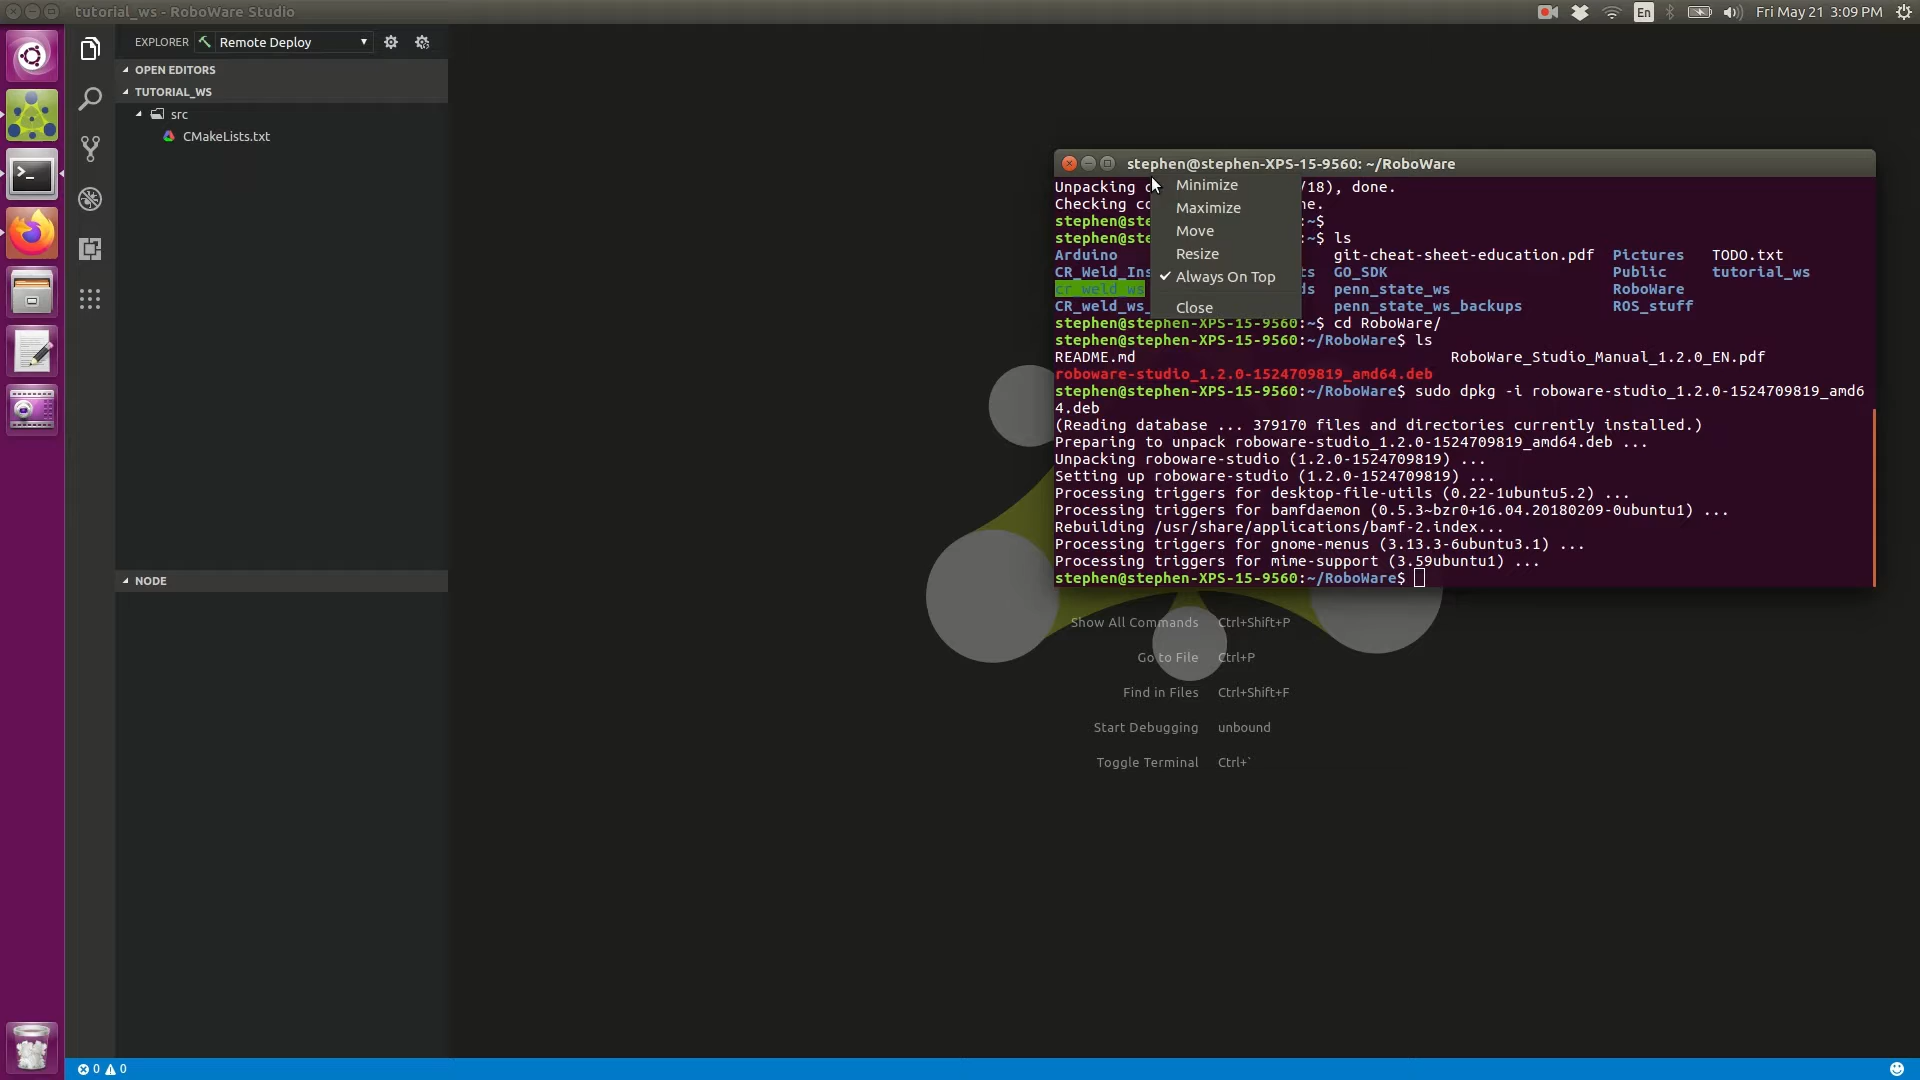 tutorial_ws - RoboWare Studio
En
Fri May 21 3:09 PM
EXPLORER
Remote Deploy
OPEN EDITORS
TUTORIAL_WS
src
CMakeLists.txt
NODE
stephen@stephen-XPS-15-9560: ~/RoboWare
Unpacking /18), done.
Checking
stephen@ste :~$
stephen@ste :~$ ls
Arduino git-cheat-sheet-education.pdf Pictures TODO.txt
CR_Weld_Ins ts GO_SDK Public tutorial_ws
cr_weld_ws ds penn_state_ws RoboWare
CR_weld_ws_ penn_state_ws_backups ROS_stuff
stephen@stephen-XPS-15-9560:~$ cd RoboWare/
stephen@stephen-XPS-15-9560:~/RoboWare$ ls
README.md RoboWare_Studio_Manual_1.2.0_EN.pdf
roboware-studio_1.2.0-1524709819_amd64.deb
stephen@stephen-XPS-15-9560:~/RoboWare$ sudo dpkg -i roboware-studio_1.2.0-1524709819_amd6
4.deb
(Reading database ... 379170 files and directories currently installed.)
Preparing to unpack roboware-studio_1.2.0-1524709819_amd64.deb ...
Unpacking roboware-studio (1.2.0-1524709819) ...
Setting up roboware-studio (1.2.0-1524709819) ...
Processing triggers for desktop-file-utils (0.22-1ubuntu5.2) ...
Processing triggers for bamfdaemon (0.5.3~bzr0+16.04.20180209-0ubuntu1) ...
Rebuilding /usr/share/applications/bamf-2.index...
Processing triggers for gnome-menus (3.13.3-6ubuntu3.1) ...
Processing triggers for mime-support (3.59ubuntu1) ...
stephen@stephen-XPS-15-9560:~/RoboWare$
Minimize
Maximize
Move
Resize
Always On Top
Close
Show All Commands Ctrl+Shift+P
Go to File Ctrl+P
Find in Files Ctrl+Shift+F
Start Debugging unbound
Toggle Terminal Ctrl+`
0 0